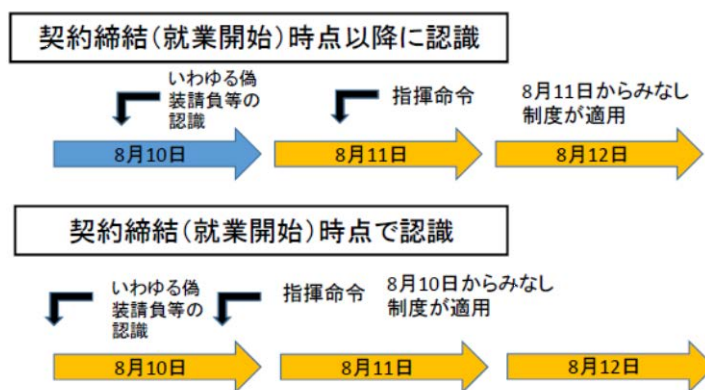 契約締結(就業開始)時点以降に認識
いわゆる偽
装請負等の
認識
指揮命令
8月11日からみなし
制度が適用
8月10日
8月11日
8月12日
契約締結(就業開始)時点で認識
いわゆる偽
装請負等の
認識
指揮命令
8月10日からみなし
制度が適用
8月10日
8月11日
8月12日